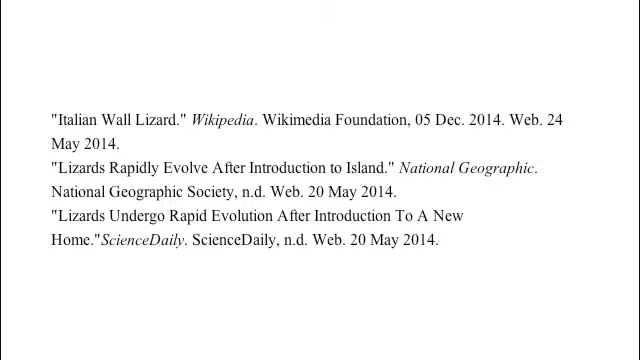 "Italian Wall Lizard." Wikipedia. Wikimedia Foundation, 05 Dec. 2014. Web. 24
May 2014.
"Lizards Rapidly Evolve After Introduction to Island." National Geographic.
National Geographic Society, n.d. Web. 20 May 2014.
"Lizards Undergo Rapid Evolution After Introduction To A New
Home."ScienceDaily. ScienceDaily, n.d. Web. 20 May 2014.